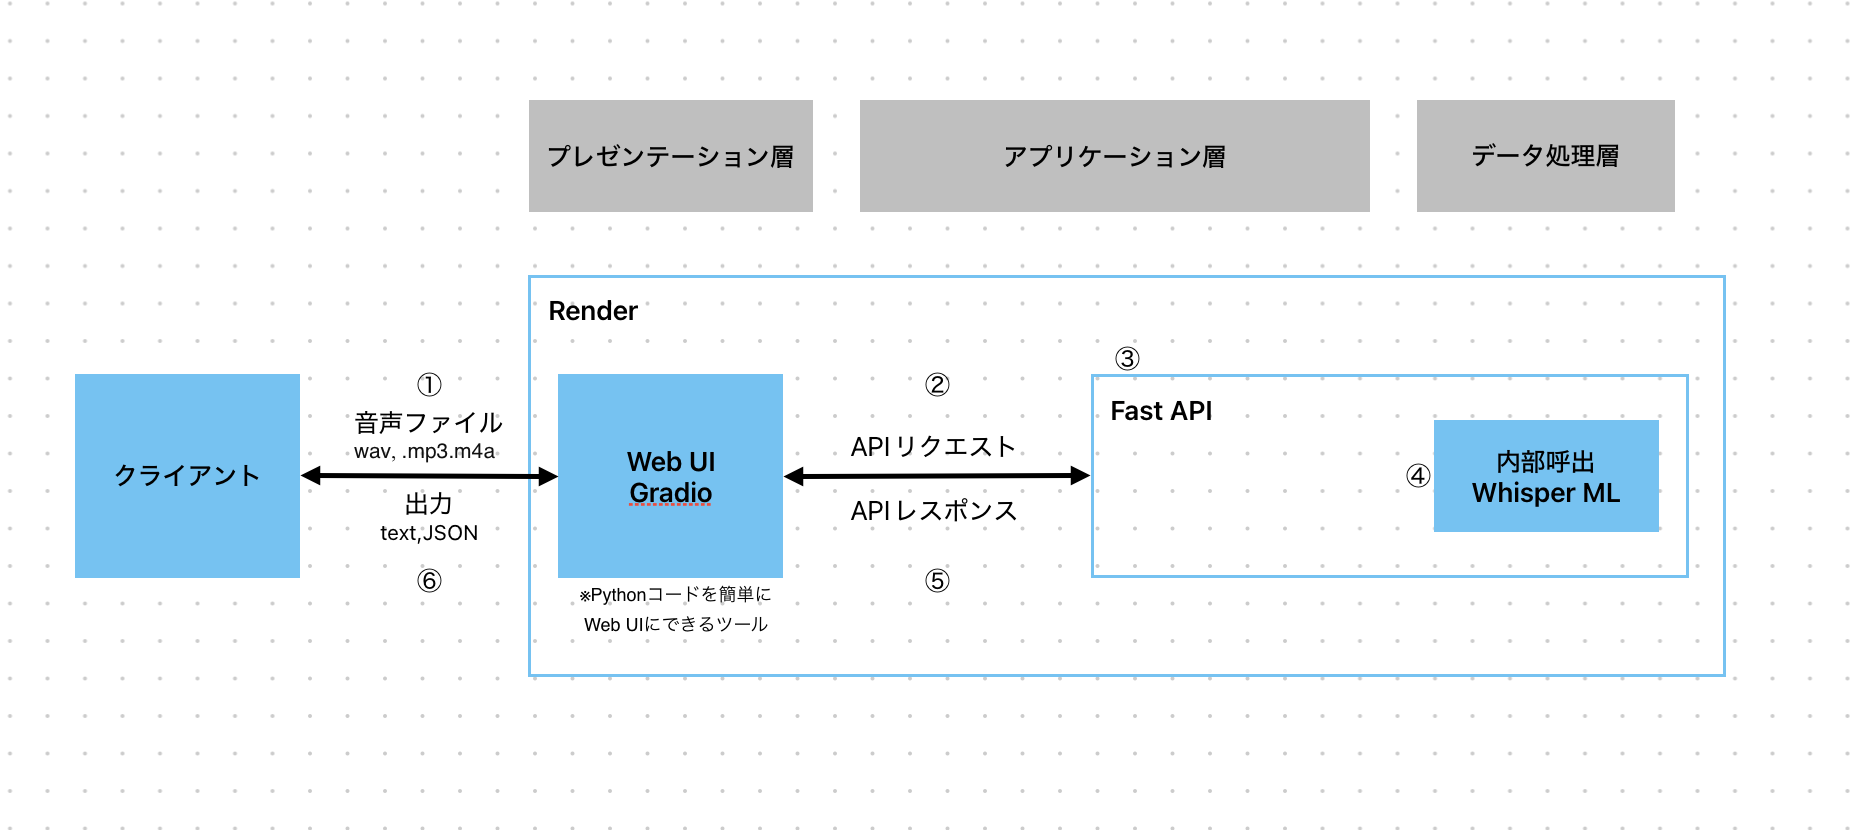 プレゼンテーション層
アプリケーション層
データ処理層
Render
クライアント
①
音声ファイル
wav, .mp3.m4a
出力
text,JSON
⑥
Web UI
Gradio
※Pythonコードを簡単に
Web UIにできるツール
②
APIリクエスト
APIレスポンス
⑤
③
Fast API
④
内部呼出
Whisper ML